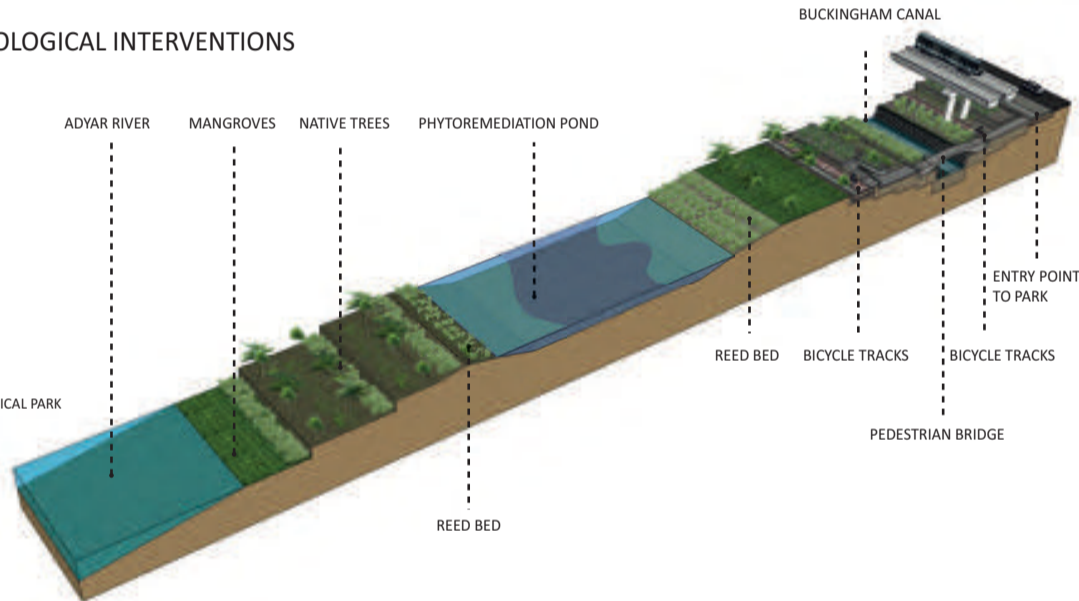 BUCKINGHAM CANAL
OLOGICAL INTERVENTIONS
ADYAR RIVER
MANGROVES
NATIVE TREES
PHYTOREMEDIATION POND
ENTRY POINT
TO PARK
REED BED
BICYCLE TRACKS
BICYCLE TRACKS
ICAL PARK
PEDESTRIAN BRIDGE
REED BED